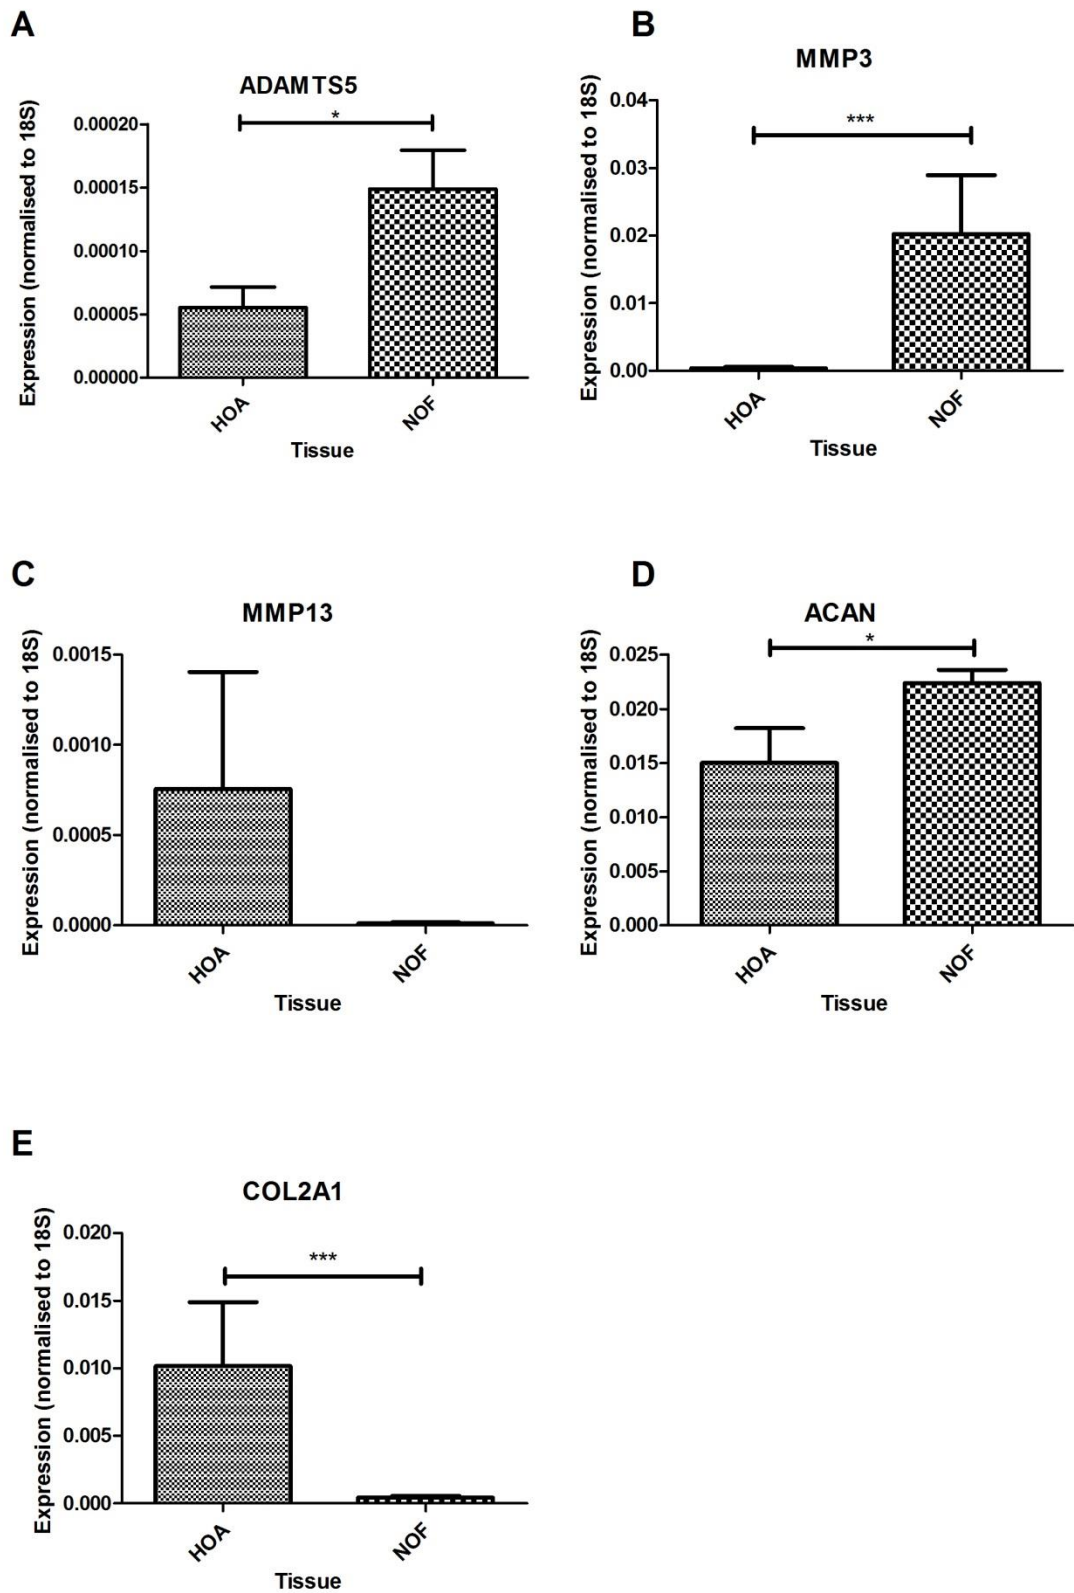 A
ADAMTS5
Expression (normalised to 18S)
0.00020
0.00015
0.00010
0.00005
0.00000
*
HOA
NOF
Tissue
B
MMP3
Expression (normalised to 18S)
0.04
0.03
0.02
0.01
0.00
***
HOA
NOF
Tissue
C
MMP13
Expression (normalised to 18S)
0.0015
0.0010
0.0005
0.0000
HOA
NOF
Tissue
D
ACAN
Expression (normalised to 18S)
0.025
0.020
0.015
0.010
0.005
0.000
*
HOA
NOF
Tissue
E
COL2A1
Expression (normalised to 18S)
0.020
0.015
0.010
0.005
0.000
***
HOA
NOF
Tissue